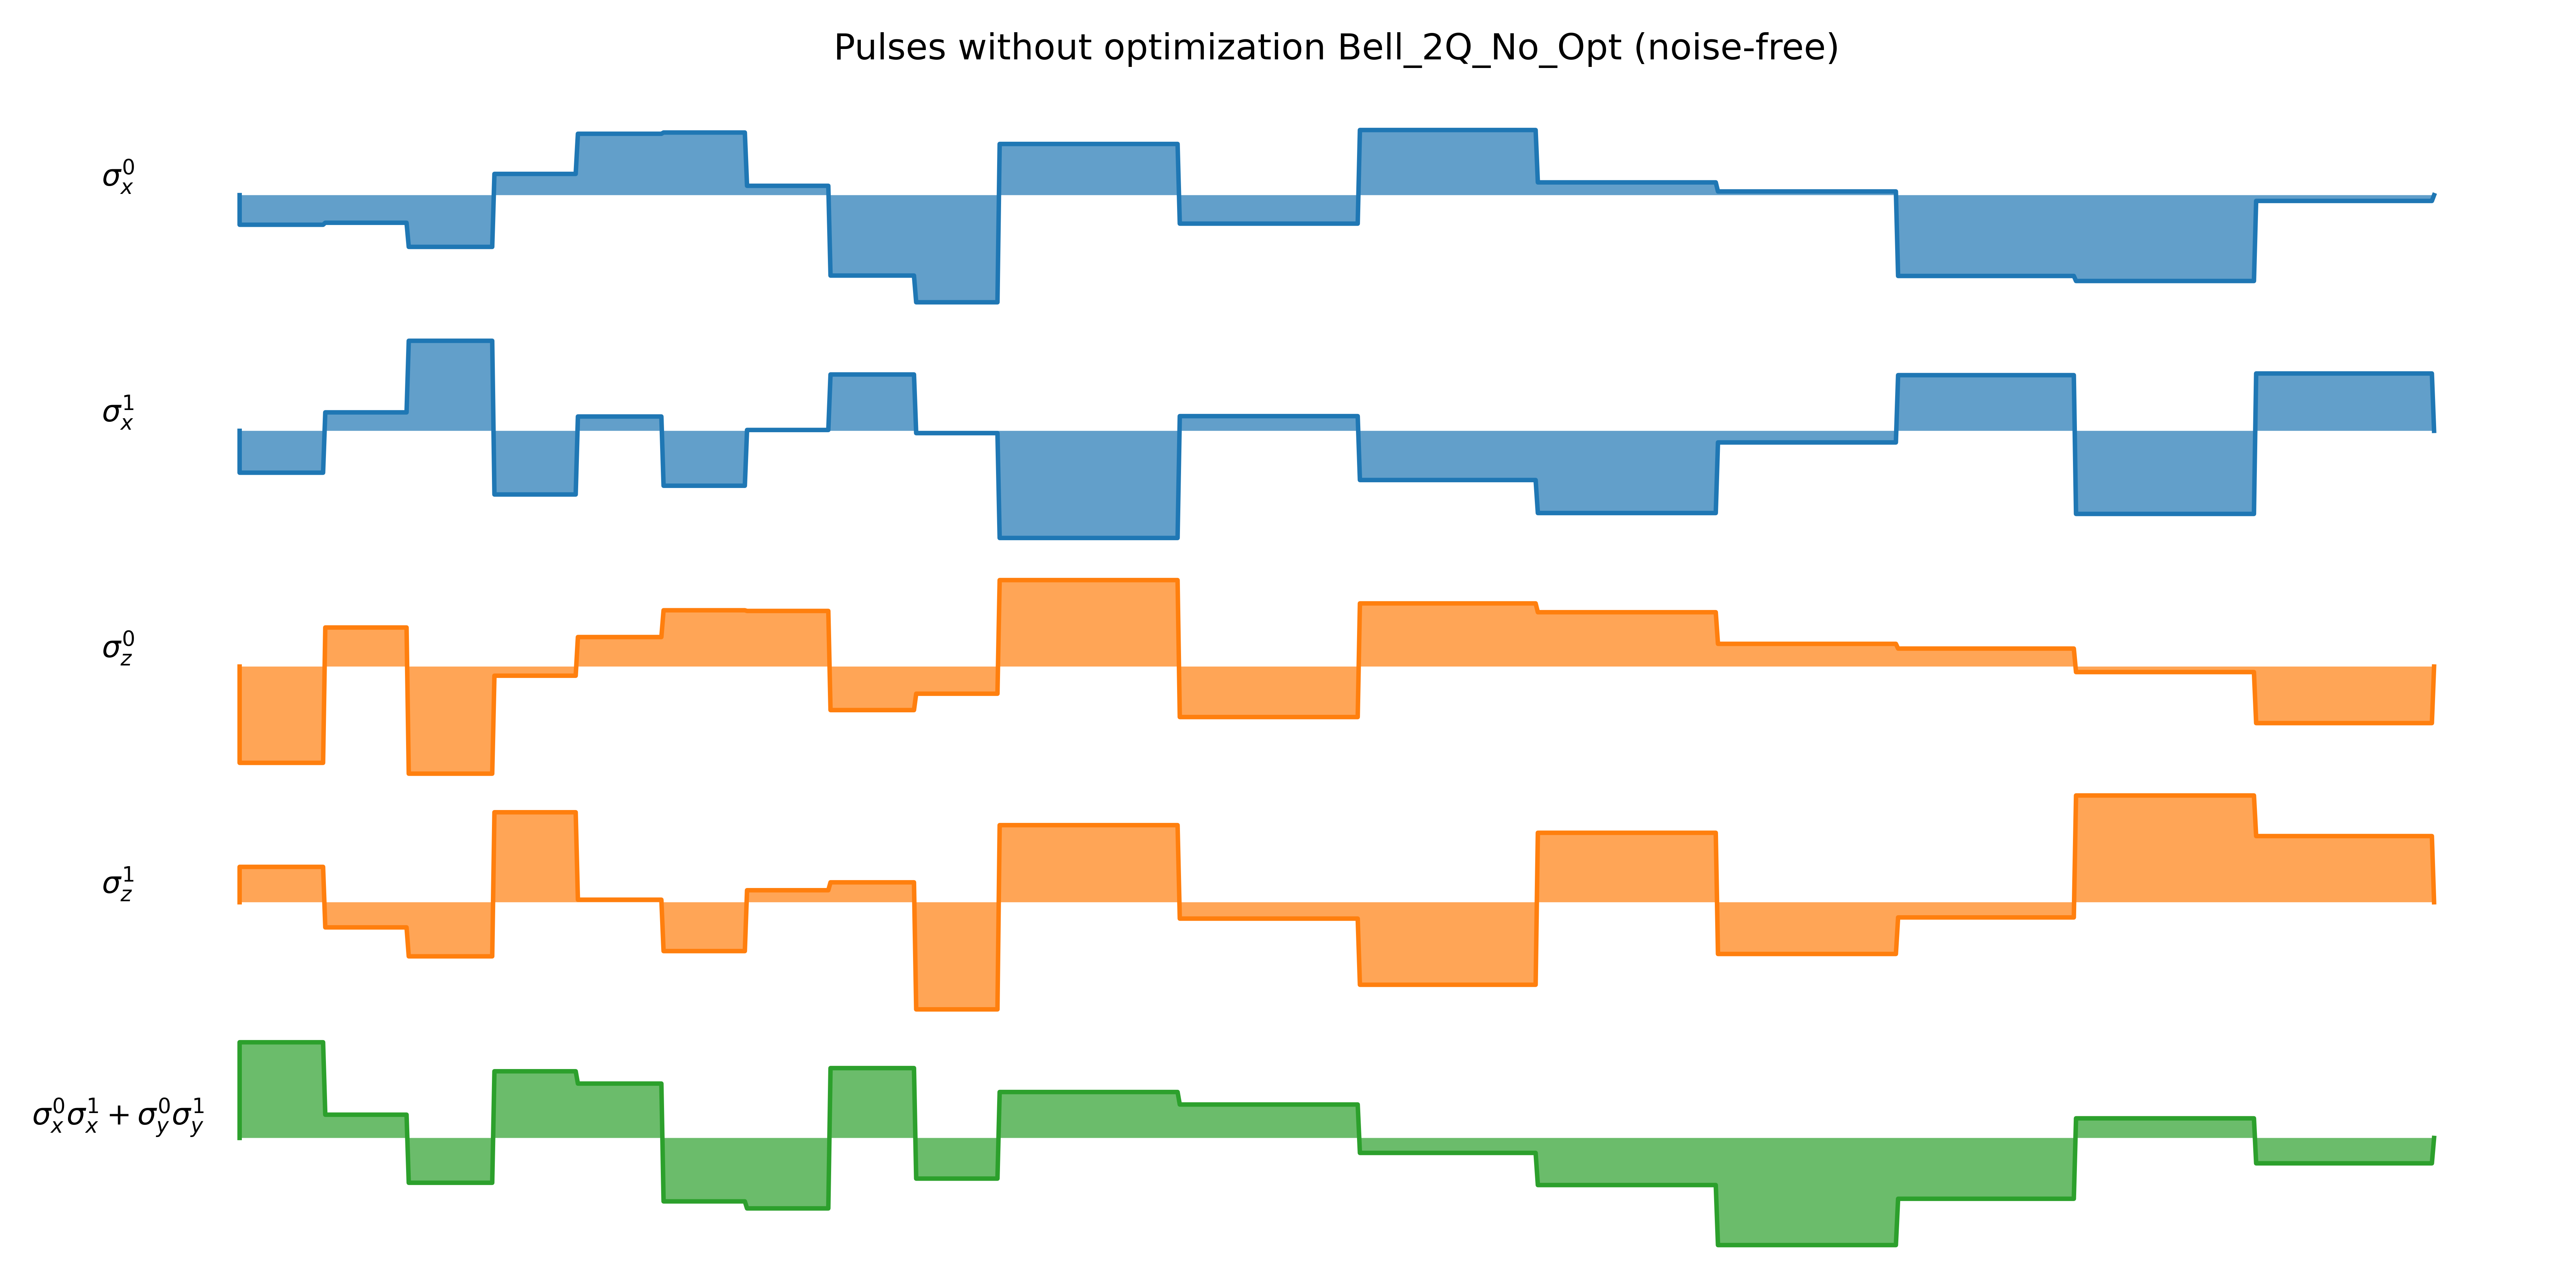 Pulses without optimization Bell_2Q_No_Opt (noise-free)
σ_x^0
σ_x^1
σ_z^0
σ_z^1
σ_x^0σ_x^1 + σ_y^0σ_y^1